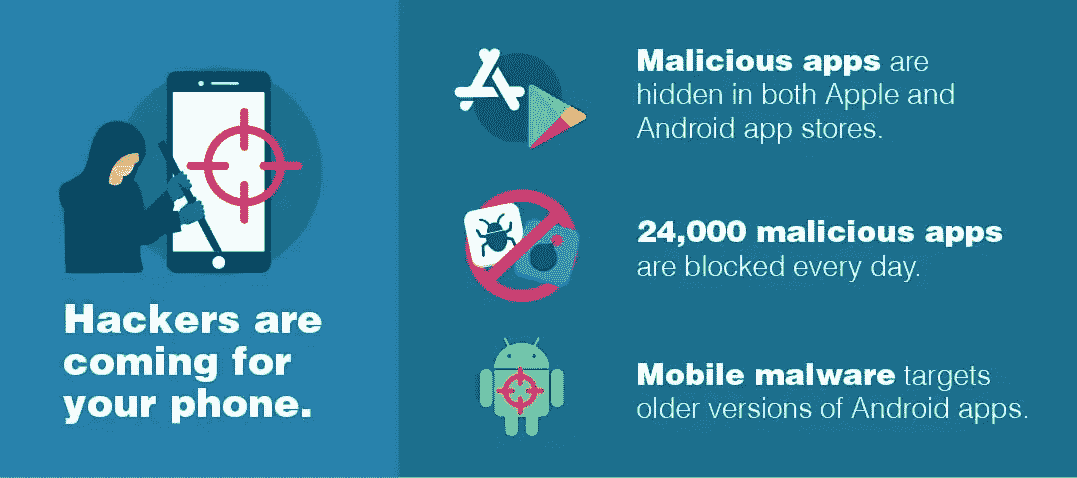 Hackers are
coming for
your phone.
Malicious apps are
hidden in both Apple and
Android app stores.
24,000 malicious apps
are blocked every day.
Mobile malware targets
older versions of Android apps.